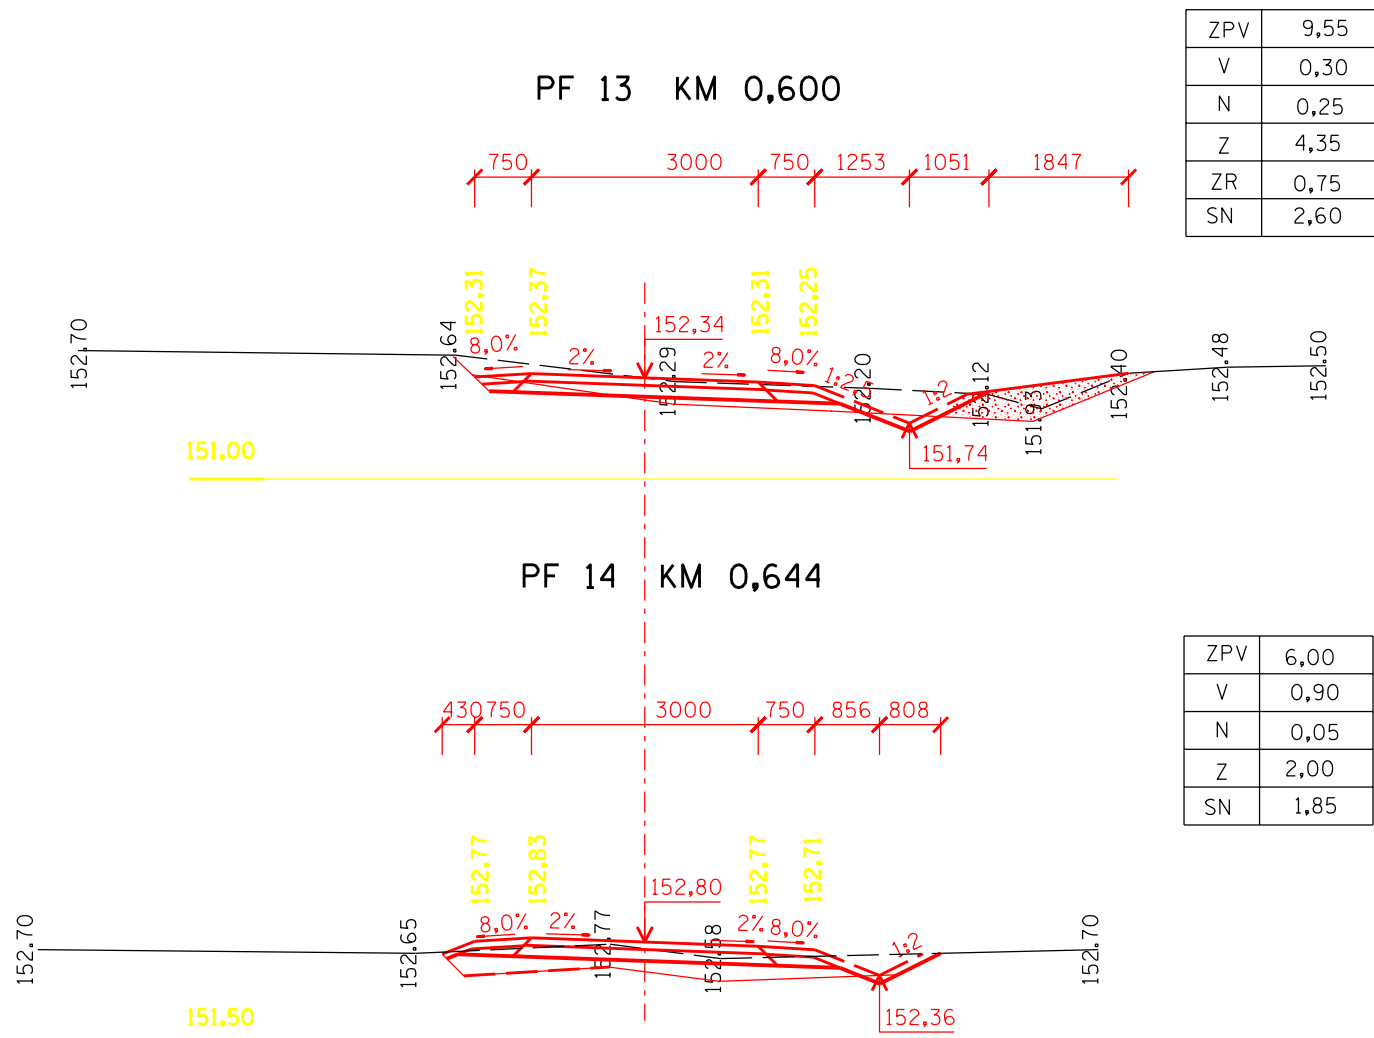 ZPV 9,55
V 0,30
N 0,25
Z 4,35
ZR 0,75
SN 2,60
PF 13 KM 0,600
750 3000 750 1253 1051 1847
152.31 152.37 152.31 152.25
152,34
152.70 152.64 152.29 152.20 152.12 151.93 152.40 152.48 152.50
8,0% 2% 2% 8,0% 1:2 1:2
151,74
151,00
PF 14 KM 0,644
ZPV 6,00
V 0,90
N 0,05
Z 2,00
SN 1,85
430 750 3000 750 856 808
152.77 152.83 152.77 152.71
152,80
8,0% 2% 2% 8,0% 1:2
152.70 152.65 152.77 152.58 152.70
152,36
151,50